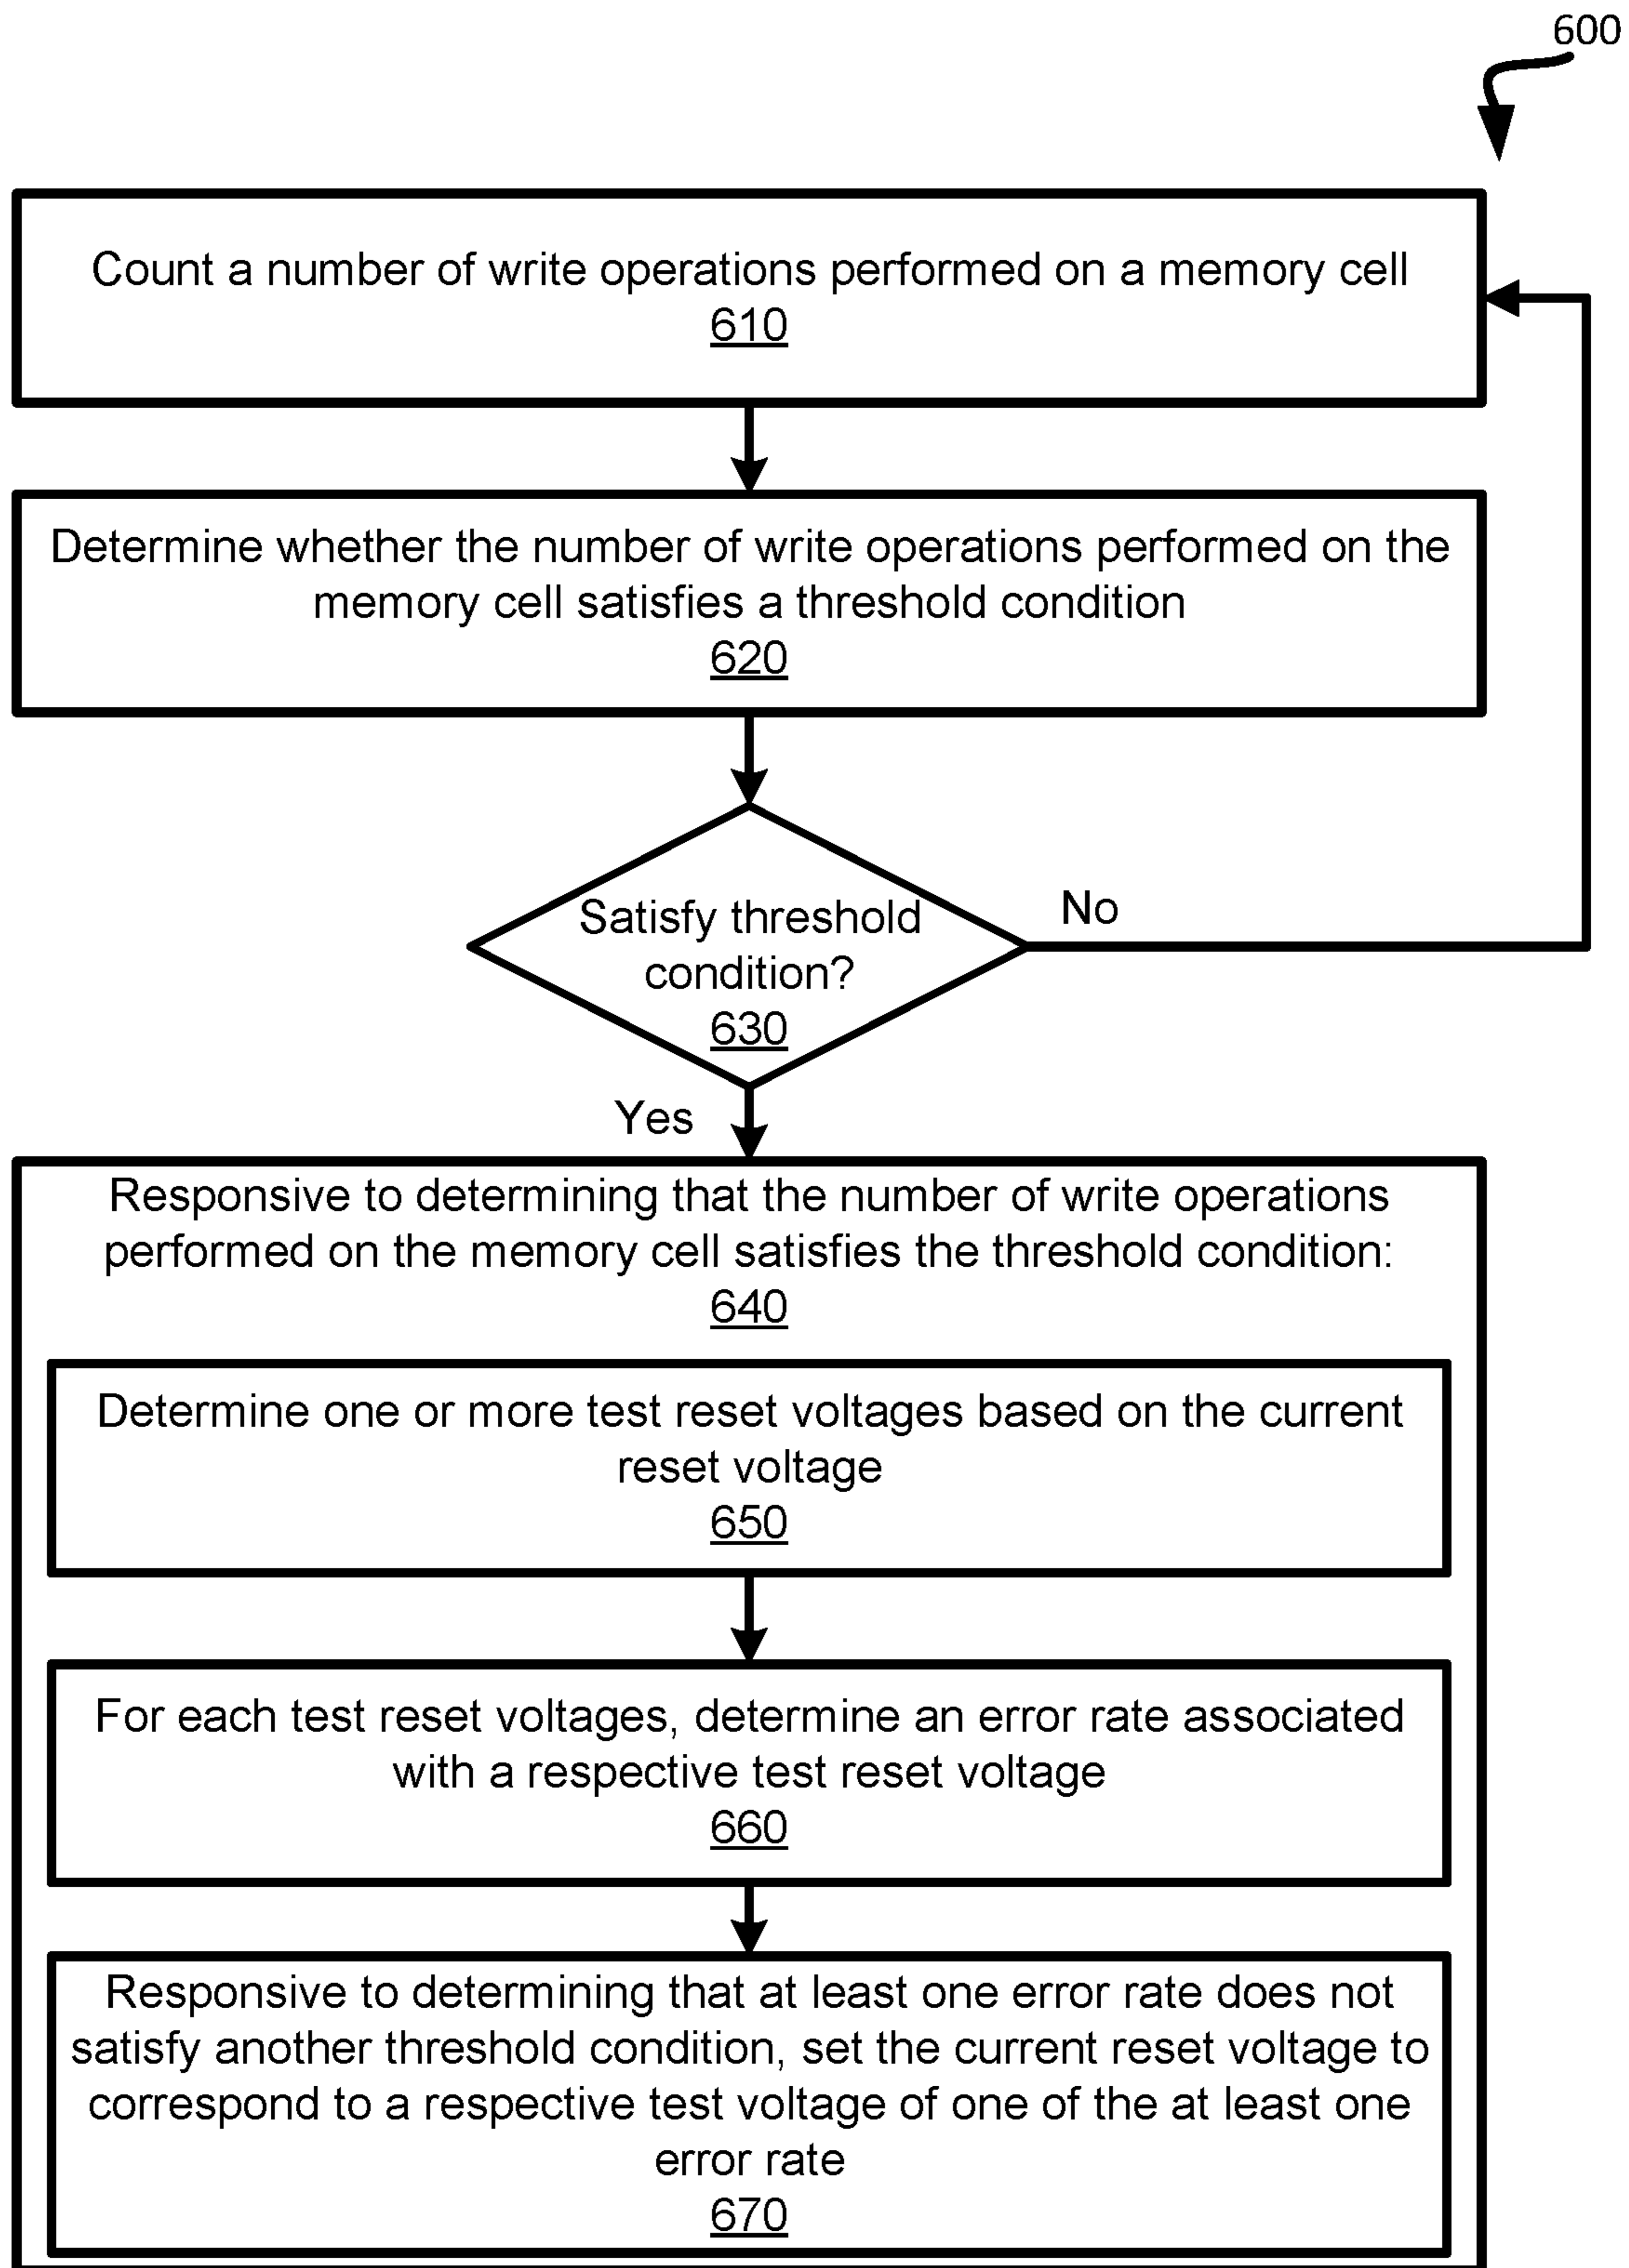 600
Count a number of write operations performed on a memory cell
610
Determine whether the number of write operations performed on the
memory cell satisfies a threshold condition
620
Satisfy threshold
condition?
630
No
Yes
Responsive to determining that the number of write operations
performed on the memory cell satisfies the threshold condition:
640
Determine one or more test reset voltages based on the current
reset voltage
650
For each test reset voltages, determine an error rate associated
with a respective test reset voltage
660
Responsive to determining that at least one error rate does not
satisfy another threshold condition, set the current reset voltage to
correspond to a respective test voltage of one of the at least one
error rate
670